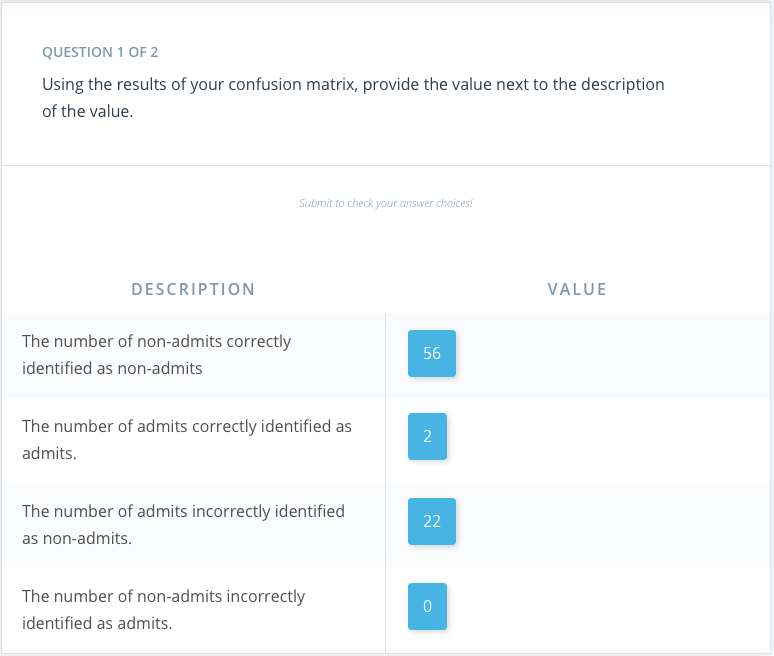 QUESTION 1 OF 2
Using the results of your confusion matrix, provide the value next to the description
of the value.
Submit to check your answer choices!
DESCRIPTION
VALUE
The number of non-admits correctly
identified as non-admits
56
The number of admits correctly identified as
admits.
2
The number of admits incorrectly identified
as non-admits.
22
The number of non-admits incorrectly
identified as admits.
0